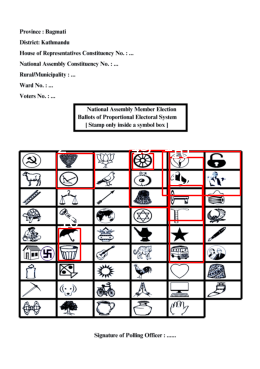 Province : Bagmati
District: Kathmandu
House of Representatives Constituency No. : ...
National Assembly Constituency No. : ...
Rural/Municipality : ...
Ward No. : ...
Voters No. : ...
National Assembly Member Election
Ballots of Proportional Electoral System
[ Stamp only inside a symbol box ]
Signature of Polling Officer : ......